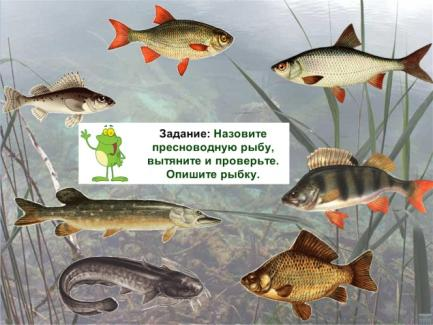 Задание: Назовите
пресноводную рыбу,
вытяните и проверьте.
Опишите рыбку.